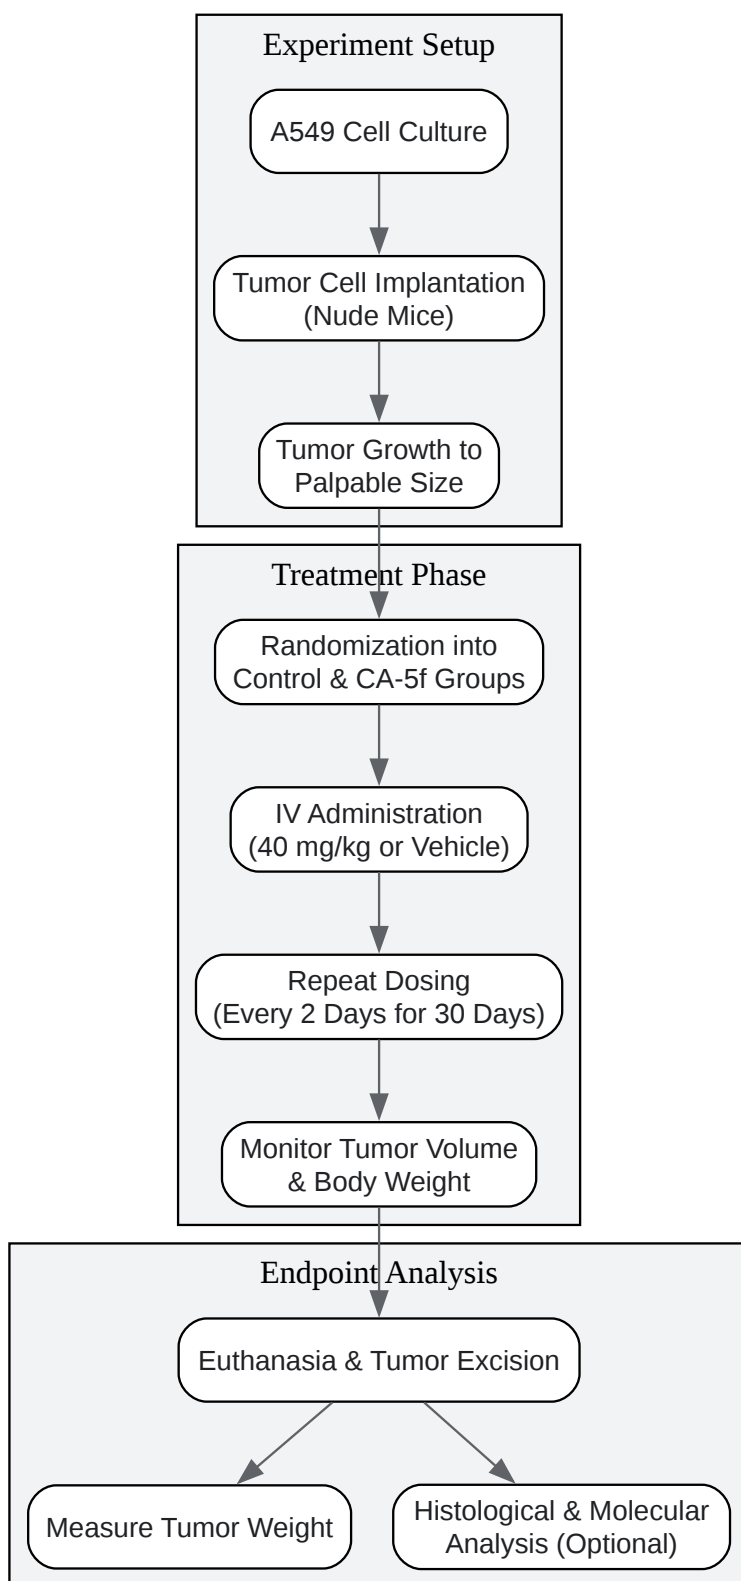 Experiment Setup
A549 Cell Culture
Tumor Cell Implantation
(Nude Mice)
Tumor Growth to
Palpable Size
Treatment Phase
Randomization into
Control & CA-5f Groups
IV Administration
(40 mg/kg or Vehicle)
Repeat Dosing
(Every 2 Days for 30 Days)
Monitor Tumor Volume
& Body Weight
Endpoint Analysis
Euthanasia & Tumor Excision
Measure Tumor Weight
Histological & Molecular
Analysis (Optional)